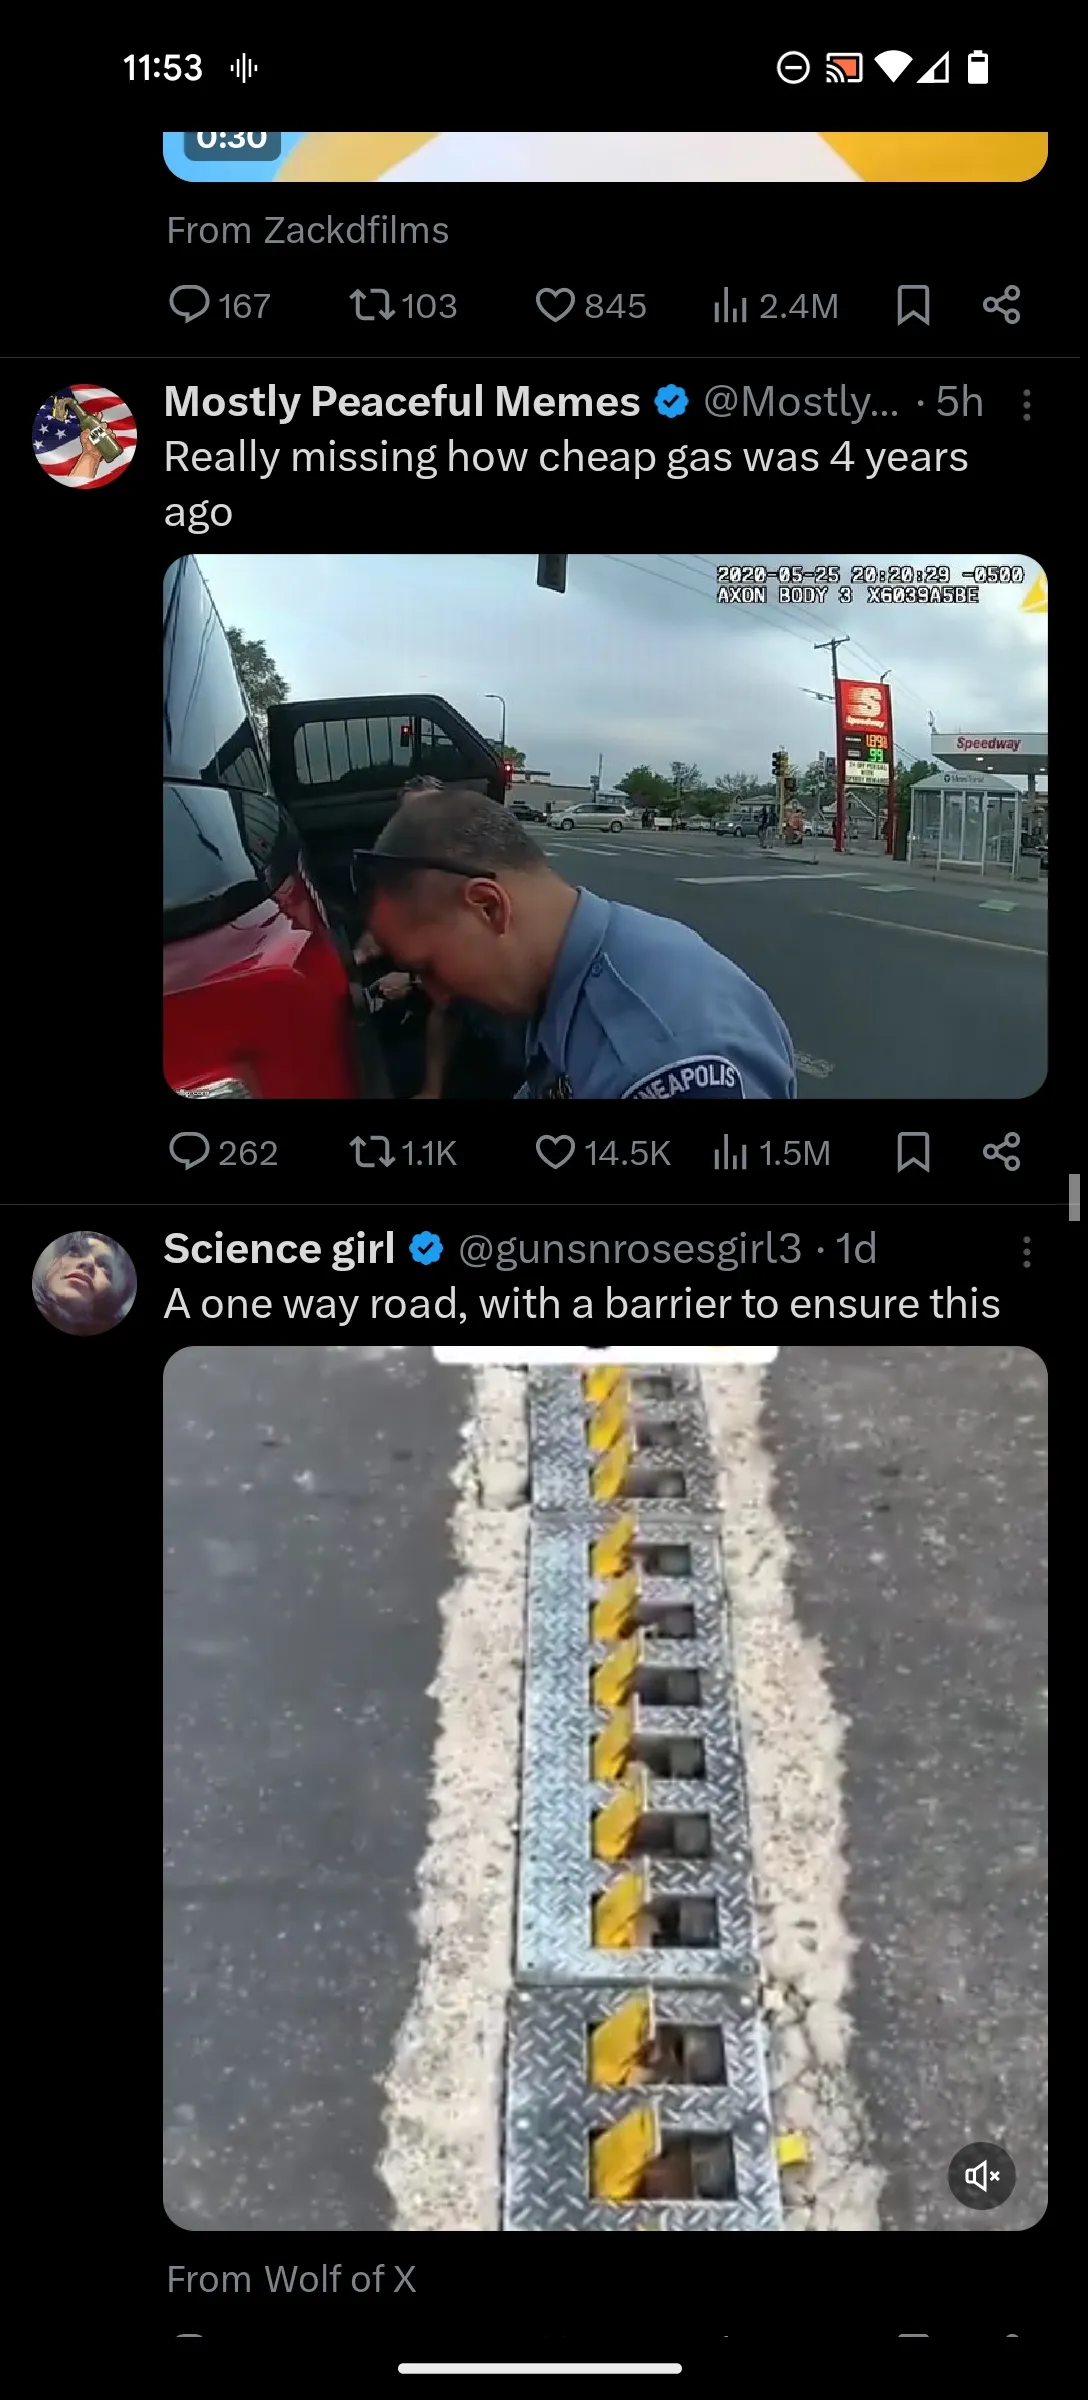 11:53
0:30
From Zackdfilms
167 103 845 2.4M
Mostly Peaceful Memes @Mostly... · 5h
Really missing how cheap gas was 4 years
ago
2020-05-25 20:20:29 -0500
AXON BODY 3 X6039A5BE
S
Speedway
Speedway
NEAPOLIS
262 1.1K 14.5K 1.5M
Science girl @gunsnrosesgirl3 · 1d
A one way road, with a barrier to ensure this
From Wolf of X